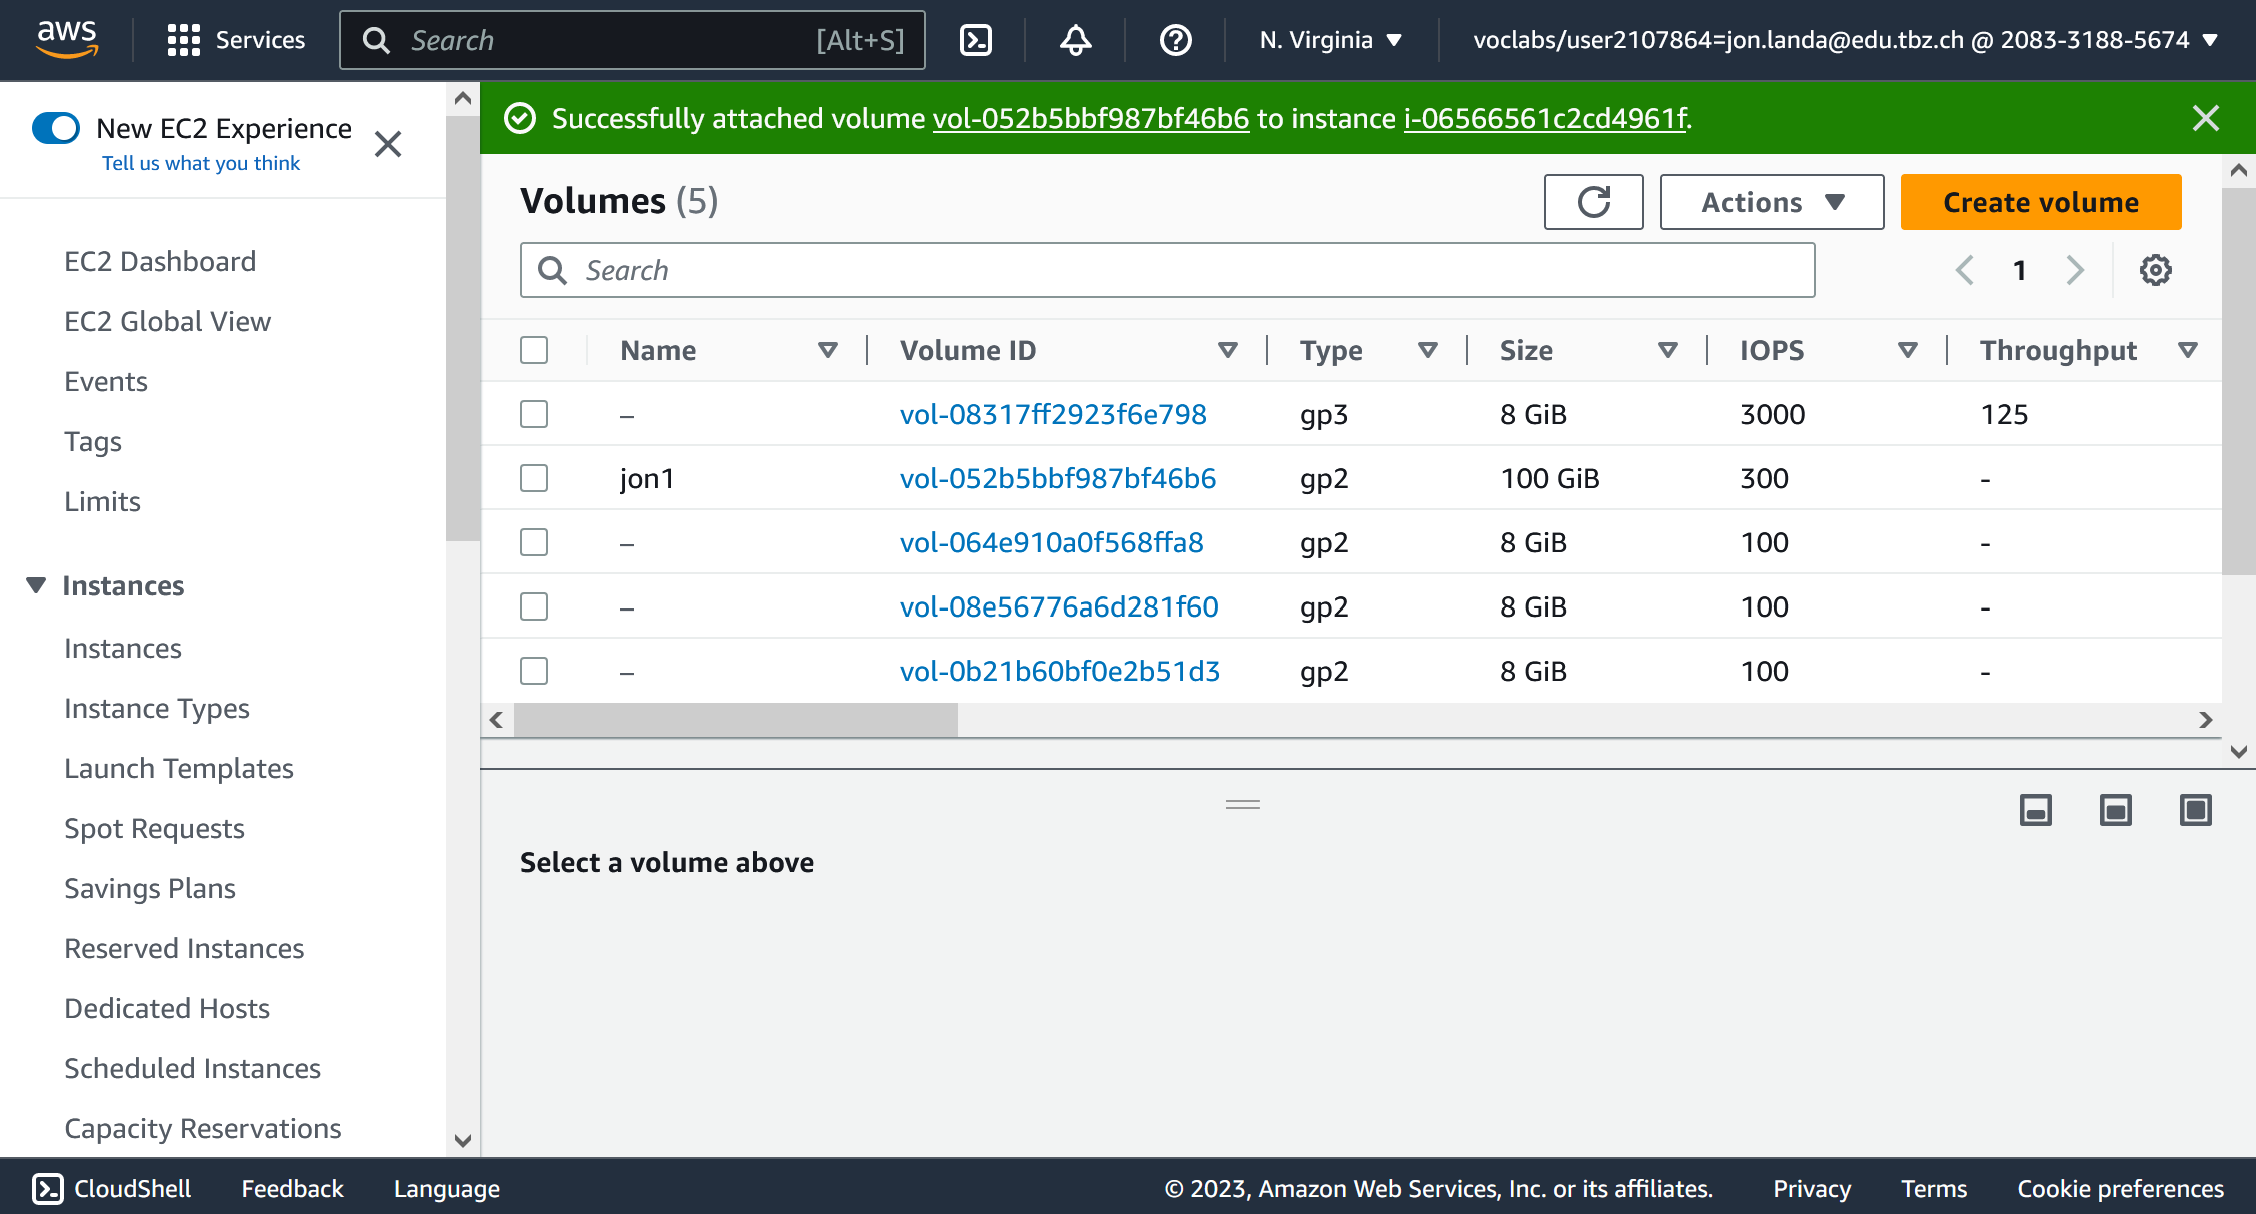 aws
Services
Search [Alt+S]
N. Virginia
voclabs/user2107864=jon.landa@edu.tbz.ch @ 2083-3188-5674
New EC2 Experience
Tell us what you think
EC2 Dashboard
EC2 Global View
Events
Tags
Limits
Instances
Instances
Instance Types
Launch Templates
Spot Requests
Savings Plans
Reserved Instances
Dedicated Hosts
Scheduled Instances
Capacity Reservations
Successfully attached volume vol-052b5bbf987bf46b6 to instance i-06566561c2cd4961f.
Volumes (5)
Actions
Create volume
Search
1
Name Volume ID Type Size IOPS Throughput
– vol-08317ff2923f6e798 gp3 8 GiB 3000 125
jon1 vol-052b5bbf987bf46b6 gp2 100 GiB 300 -
– vol-064e910a0f568ffa8 gp2 8 GiB 100 -
– vol-08e56776a6d281f60 gp2 8 GiB 100 -
– vol-0b21b60bf0e2b51d3 gp2 8 GiB 100 -
Select a volume above
CloudShell Feedback Language
© 2023, Amazon Web Services, Inc. or its affiliates. Privacy Terms Cookie preferences